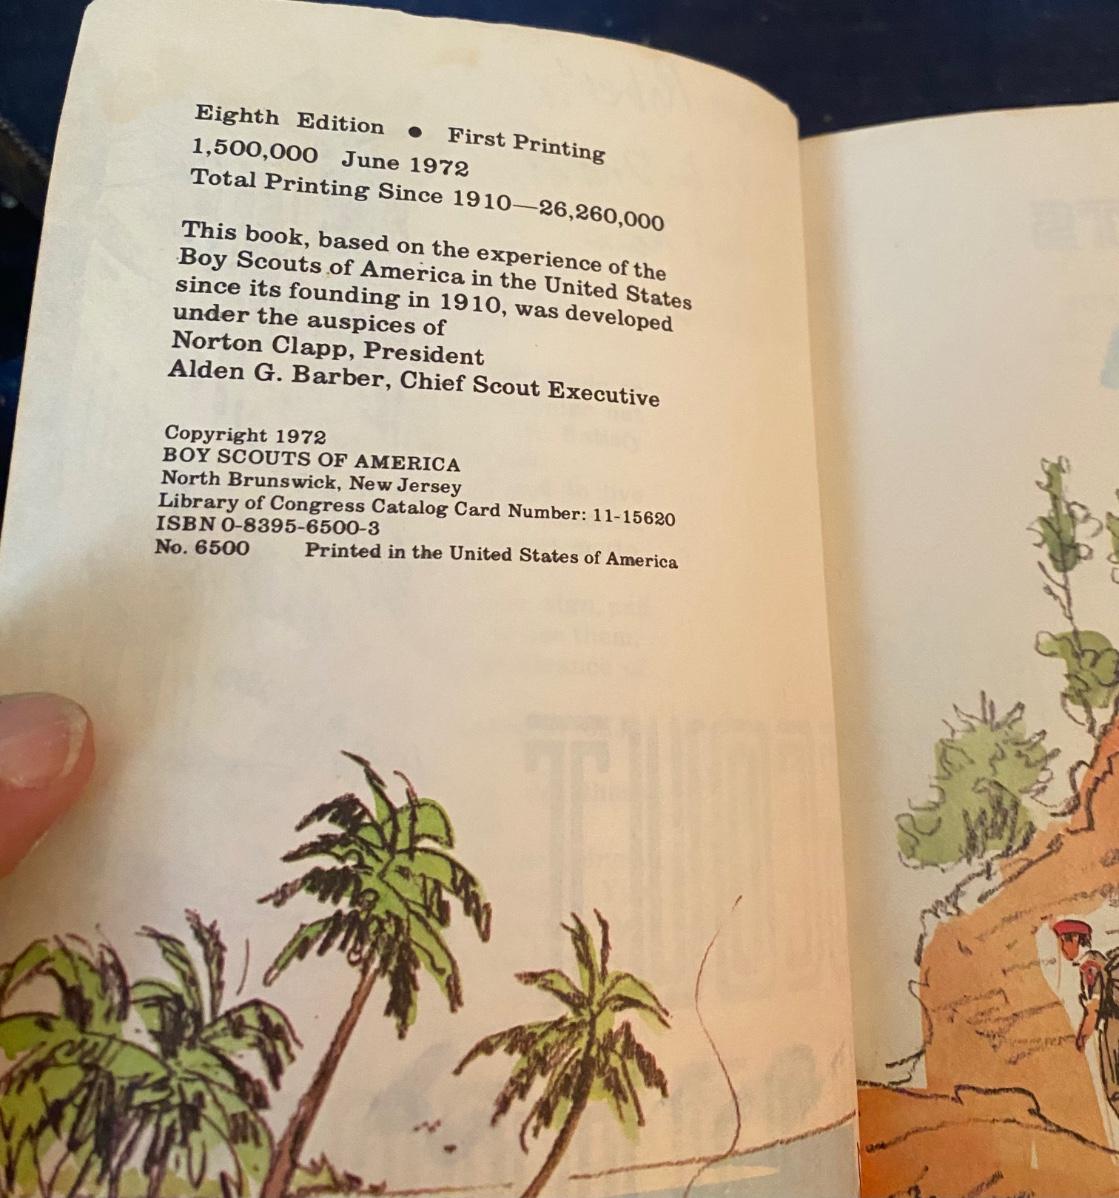 Eighth Edition ● First Printing
1,500,000 June 1972
Total Printing Since 1910—26,260,000
This book, based on the experience of the
Boy Scouts of America in the United States
since its founding in 1910, was developed
under the auspices of
Norton Clapp, President
Alden G. Barber, Chief Scout Executive
Copyright 1972
BOY SCOUTS OF AMERICA
North Brunswick, New Jersey
Library of Congress Catalog Card Number: 11-15620
ISBN 0-8395-6500-3
No. 6500 Printed in the United States of America